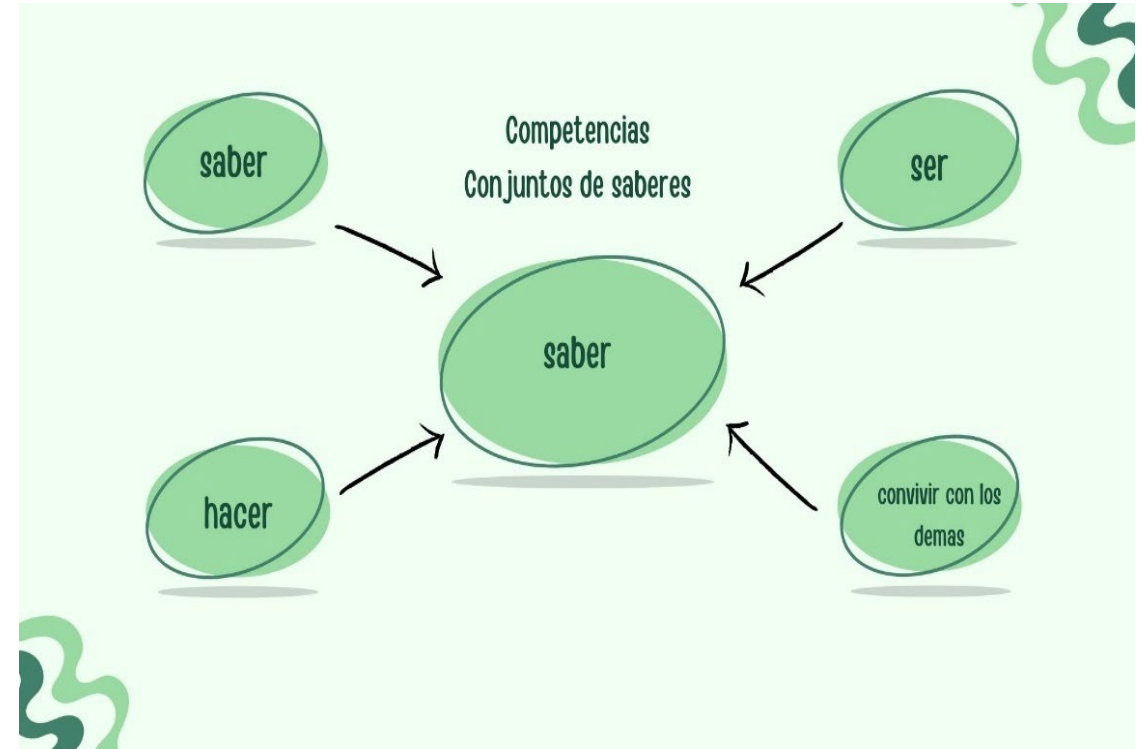 Competencias
Conjuntos de saberes
saber
ser
saber
hacer
convivir con los
demas